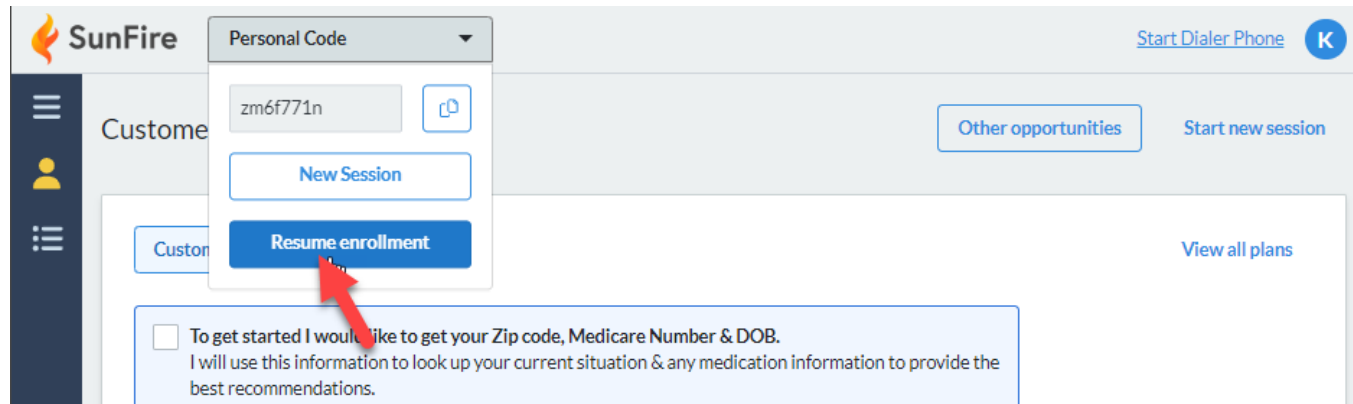 SunFire
Personal Code
Start Dialer Phone
K
zm6f771n
Custome
Other opportunities
Start new session
New Session
Custon
Resume enrollment
View all plans
To get started I would like to get your Zip code, Medicare Number & DOB.
I will use this information to look up your current situation & any medication information to provide the
best recommendations.